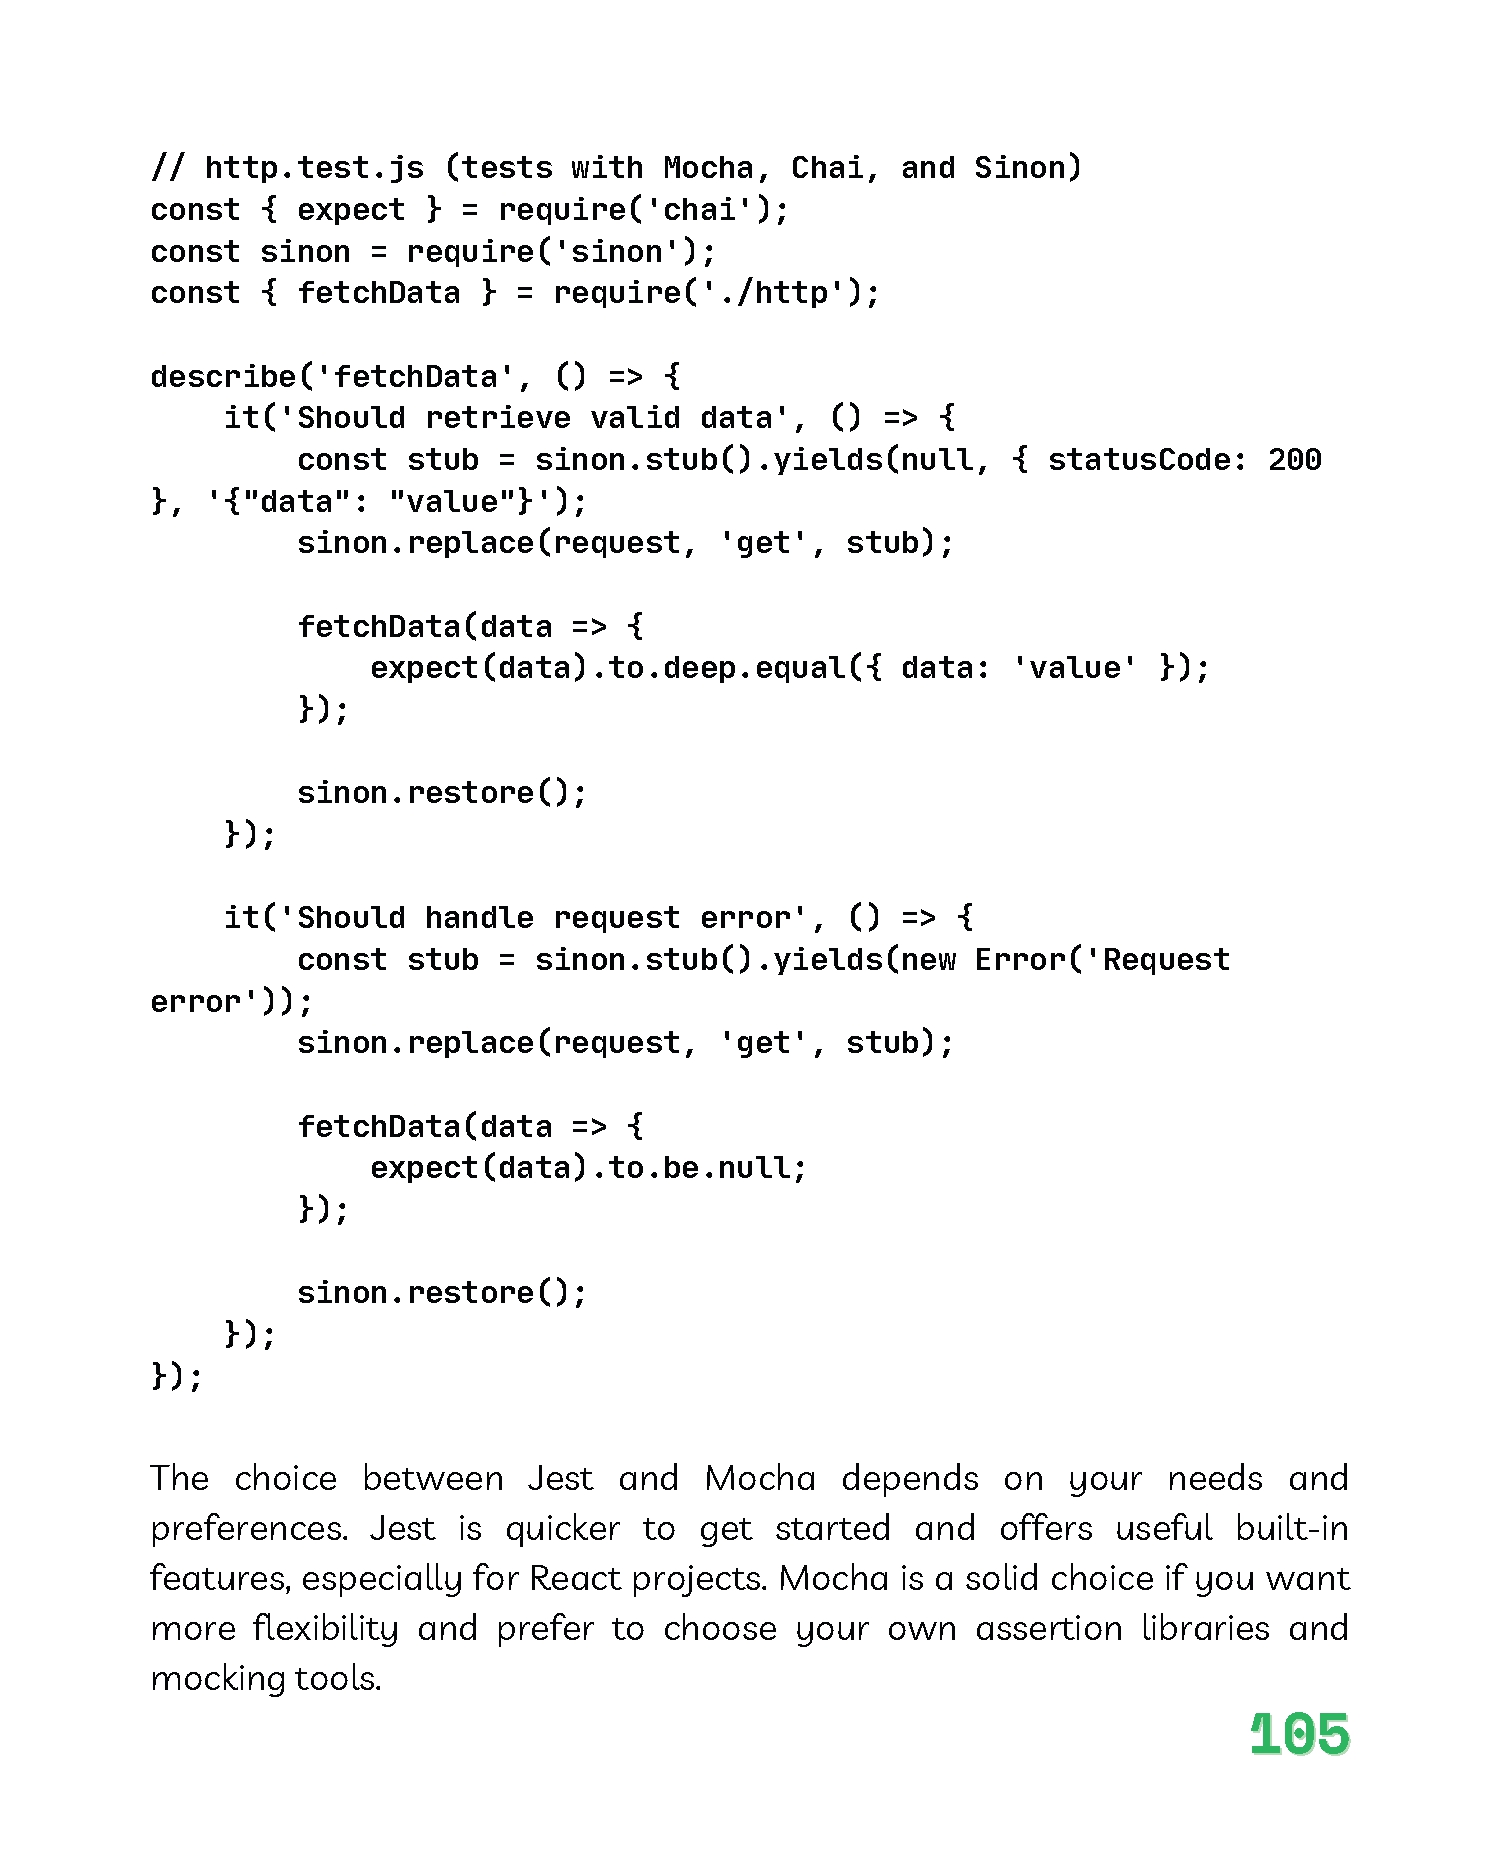 // http.test.js (tests with Mocha, Chai, and Sinon)
const { expect } = require('chai');
const sinon = require('sinon');
const { fetchData } = require('./http');

describe('fetchData', () => {
    it('Should retrieve valid data', () => {
        const stub = sinon.stub().yields(null, { statusCode: 200
}, '{"data": "value"}');
        sinon.replace(request, 'get', stub);

        fetchData(data => {
            expect(data).to.deep.equal({ data: 'value' });
        });

        sinon.restore();
    });

    it('Should handle request error', () => {
        const stub = sinon.stub().yields(new Error('Request
error'));
        sinon.replace(request, 'get', stub);

        fetchData(data => {
            expect(data).to.be.null;
        });

        sinon.restore();
    });
});

The choice between Jest and Mocha depends on your needs and
preferences. Jest is quicker to get started and offers useful built-in
features, especially for React projects. Mocha is a solid choice if you want
more flexibility and prefer to choose your own assertion libraries and
mocking tools.
105